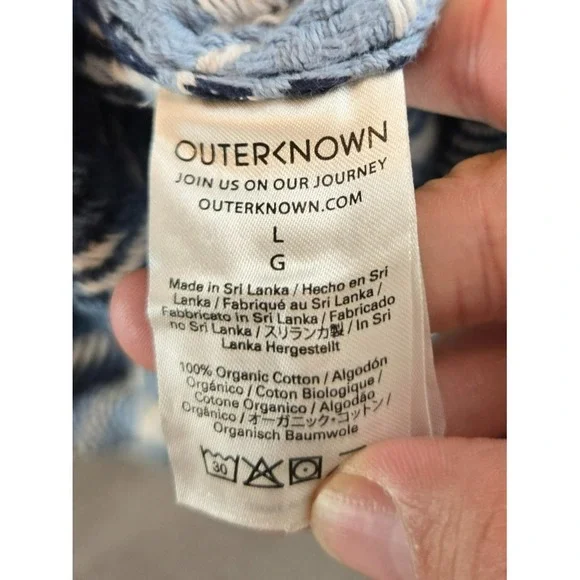 OUTERKNOWN
JOIN US ON OUR JOURNEY
OUTERKNOWN.COM
L
G
Made in Sri Lanka / Hecho en Sri
Lanka / Fabriqué au Sri Lanka /
Fabbricato in Sri Lanka / Fabricado
no Sri Lanka / スリランカ製 / In Sri
Lanka Hergestellt
100% Organic Cotton / Algodón
Orgánico / Coton Biologique /
Cotone Organico / Algodão
Orgânico / オーガニック・コットン /
Organisch Baumwole
30